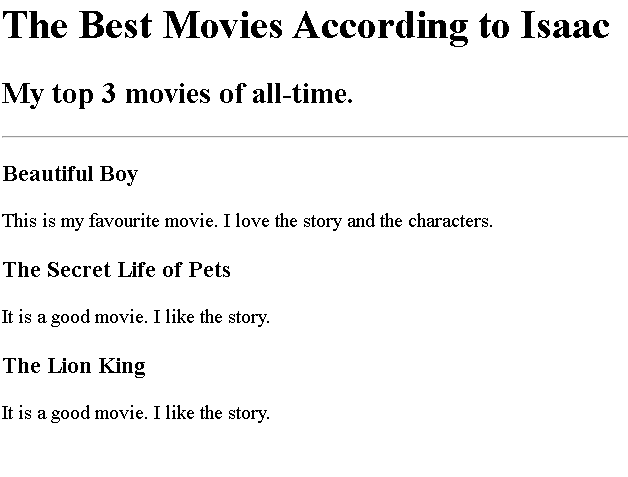 The Best Movies According to Isaac
My top 3 movies of all-time.
Beautiful Boy
This is my favourite movie. I love the story and the characters.
The Secret Life of Pets
It is a good movie. I like the story.
The Lion King
It is a good movie. I like the story.